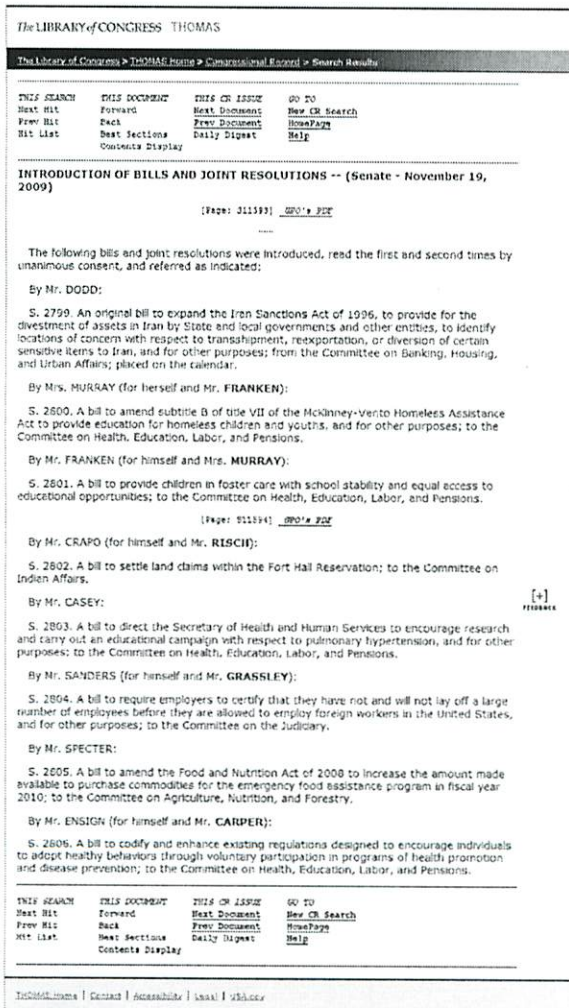 The LIBRARY of CONGRESS THOMAS
The Library of Congress > THOMAS Home > Congressional Record > Search Results
THIS SEARCH THIS DOCUMENT THIS CR ISSUE GO TO
Next Hit Forward Next Document New CR Search
Prev Hit Back Prev Document HomePage
Hit List Best Sections Daily Digest Help
Contents Display
INTRODUCTION OF BILLS AND JOINT RESOLUTIONS -- (Senate - November 19,
2009)
[Page: S11593] GPO's PDF
----
The following bills and joint resolutions were introduced, read the first and second times by
unanimous consent, and referred as indicated:
By Mr. DODD:
S. 2799. An original bill to expand the Iran Sanctions Act of 1996, to provide for the
divestment of assets in Iran by State and local governments and other entities, to identify
locations of concern with respect to transshipment, reexportation, or diversion of certain
sensitive items to Iran, and for other purposes; from the Committee on Banking, Housing,
and Urban Affairs; placed on the calendar.
By Mrs. MURRAY (for herself and Mr. FRANKEN):
S. 2800. A bill to amend subtitle B of title VII of the McKinney-Vento Homeless Assistance
Act to provide education for homeless children and youths, and for other purposes; to the
Committee on Health, Education, Labor, and Pensions.
By Mr. FRANKEN (for himself and Mrs. MURRAY):
S. 2801. A bill to provide children in foster care with school stability and equal access to
educational opportunities; to the Committee on Health, Education, Labor, and Pensions.
[Page: S11594] GPO's PDF
By Mr. CRAPO (for himself and Mr. RISCH):
S. 2802. A bill to settle land claims within the Fort Hall Reservation; to the Committee on
Indian Affairs.
By Mr. CASEY:
[+]
FEEDBACK
S. 2803. A bill to direct the Secretary of Health and Human Services to encourage research
and carry out an educational campaign with respect to pulmonary hypertension, and for other
purposes; to the Committee on Health, Education, Labor, and Pensions.
By Mr. SANDERS (for himself and Mr. GRASSLEY):
S. 2804. A bill to require employers to certify that they have not and will not lay off a large
number of employees before they are allowed to employ foreign workers in the United States,
and for other purposes; to the Committee on the Judiciary.
By Mr. SPECTER:
S. 2805. A bill to amend the Food and Nutrition Act of 2008 to increase the amount made
available to purchase commodities for the emergency food assistance program in fiscal year
2010; to the Committee on Agriculture, Nutrition, and Forestry.
By Mr. ENSIGN (for himself and Mr. CARPER):
S. 2806. A bill to codify and enhance existing regulations designed to encourage individuals
to adopt healthy behaviors through voluntary participation in programs of health promotion
and disease prevention; to the Committee on Health, Education, Labor, and Pensions.
THIS SEARCH THIS DOCUMENT THIS CR ISSUE GO TO
Next Hit Forward Next Document New CR Search
Prev Hit Back Prev Document HomePage
Hit List Best Sections Daily Digest Help
Contents Display
THOMAS Home | Contact | Accessibility | Legal | USA.gov